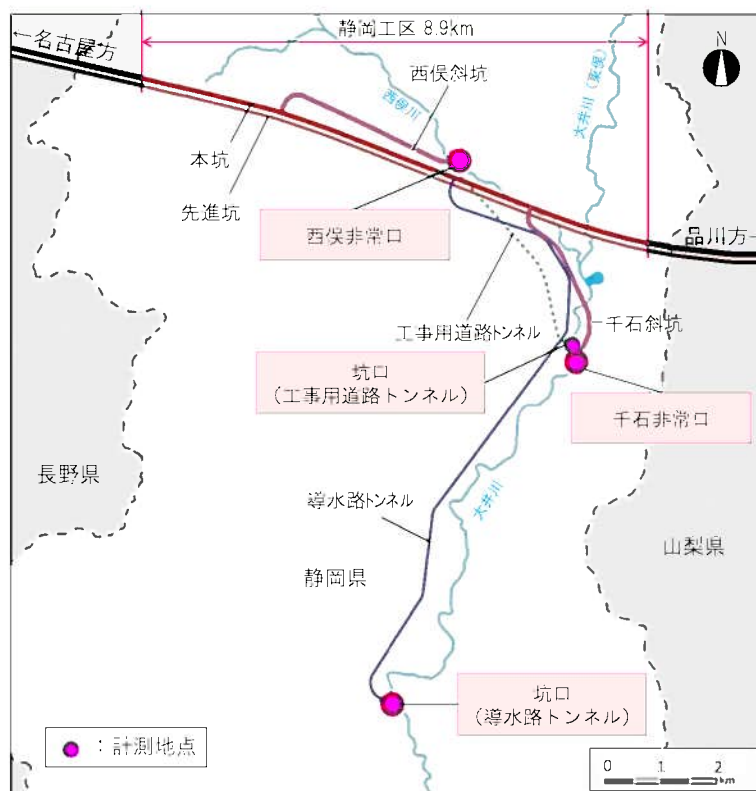 静岡工区 8.9km
←名古屋方
N
西俣斜坑
西俣川
大井川(東俣)
本坑
先進坑
西俣非常口
品川方
工事用道路トンネル
千石斜坑
坑口
(工事用道路トンネル)
千石非常口
長野県
大井川
導水路トンネル
山梨県
静岡県
坑口
(導水路トンネル)
:計測地点
0 1 2
km